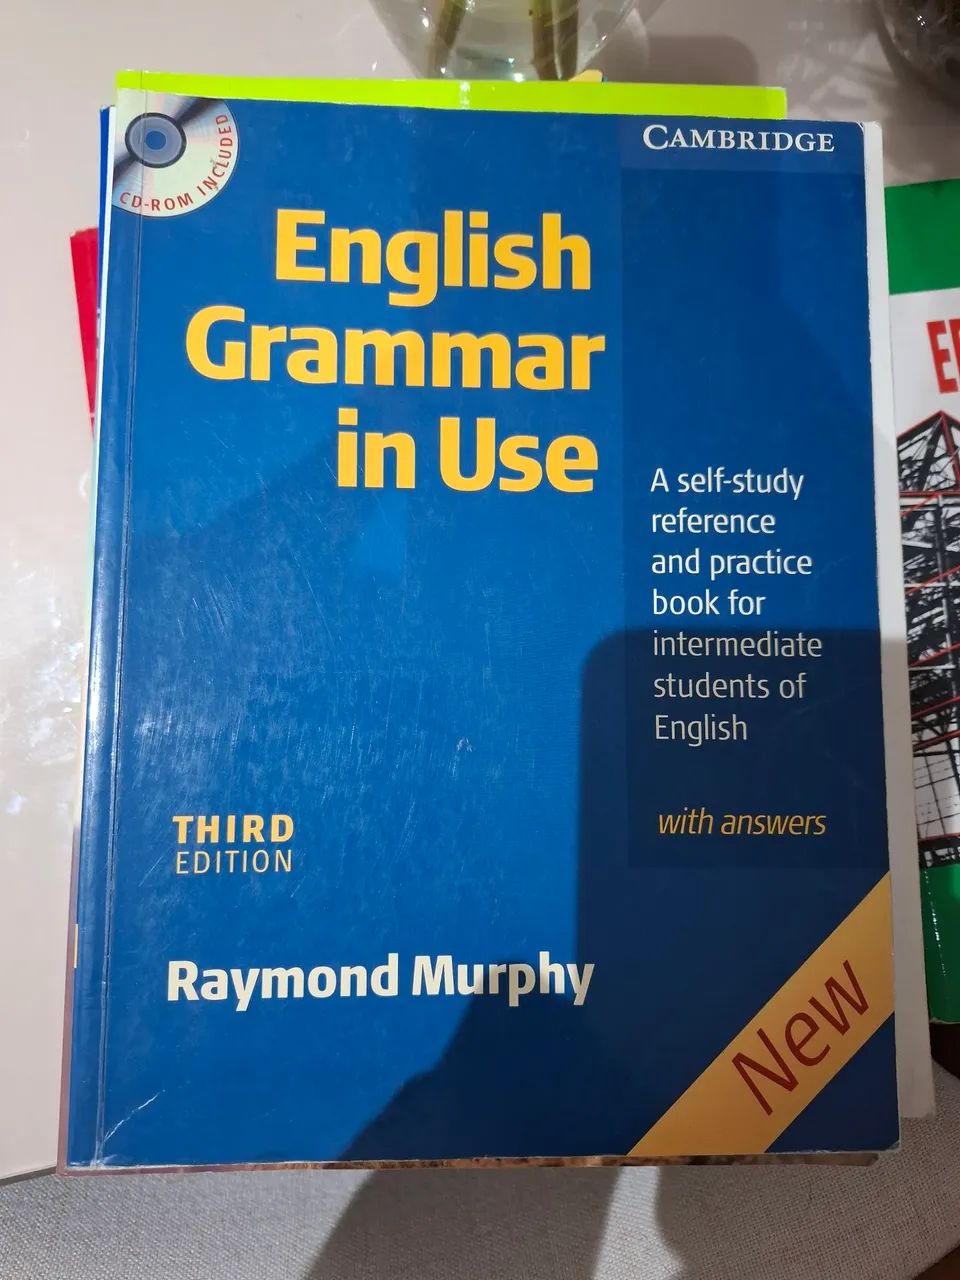 CD-ROM INCLUDED
CAMBRIDGE
English
Grammar
in Use
A self-study
reference
and practice
book for
intermediate
students of
English
with answers
THIRD
EDITION
Raymond Murphy
New